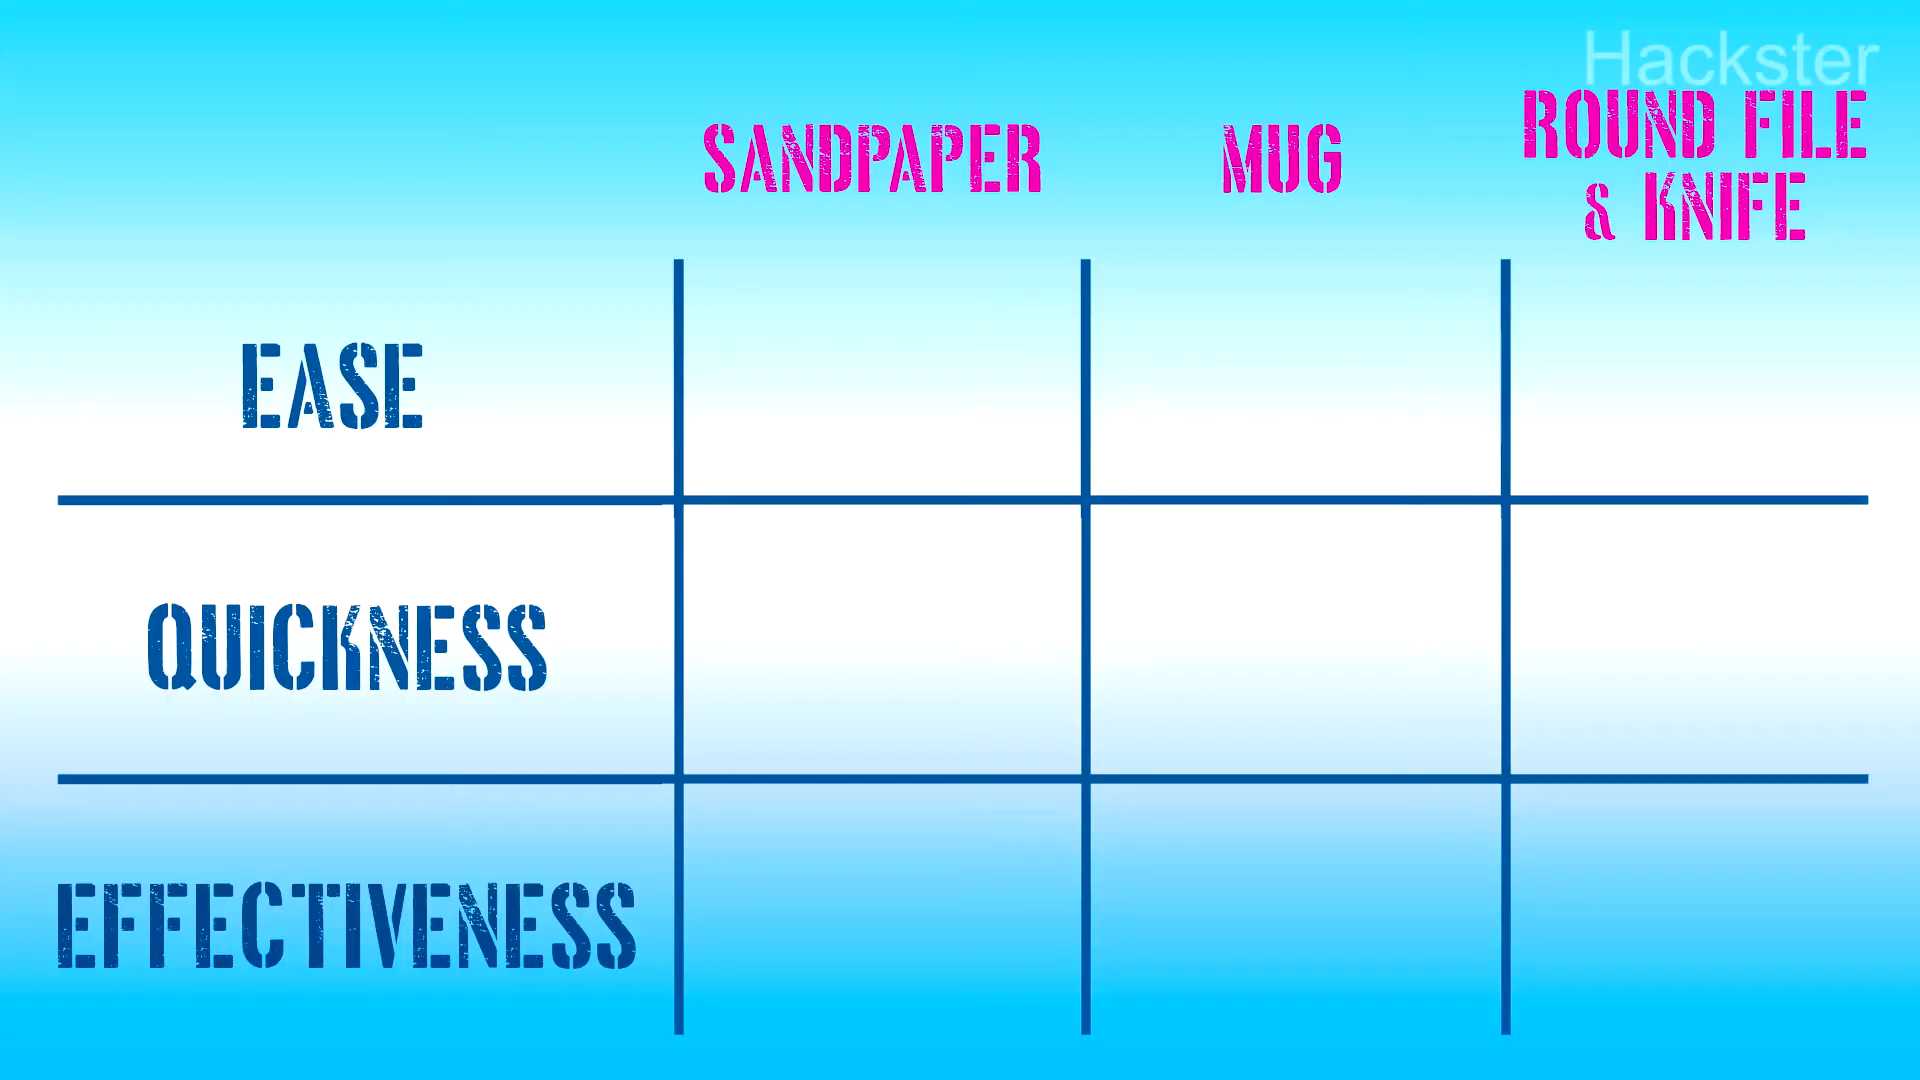 Hackster
SANDPAPER
MUG
ROUND FILE
& KNIFE
EASE
QUICKNESS
EFFECTIVENESS